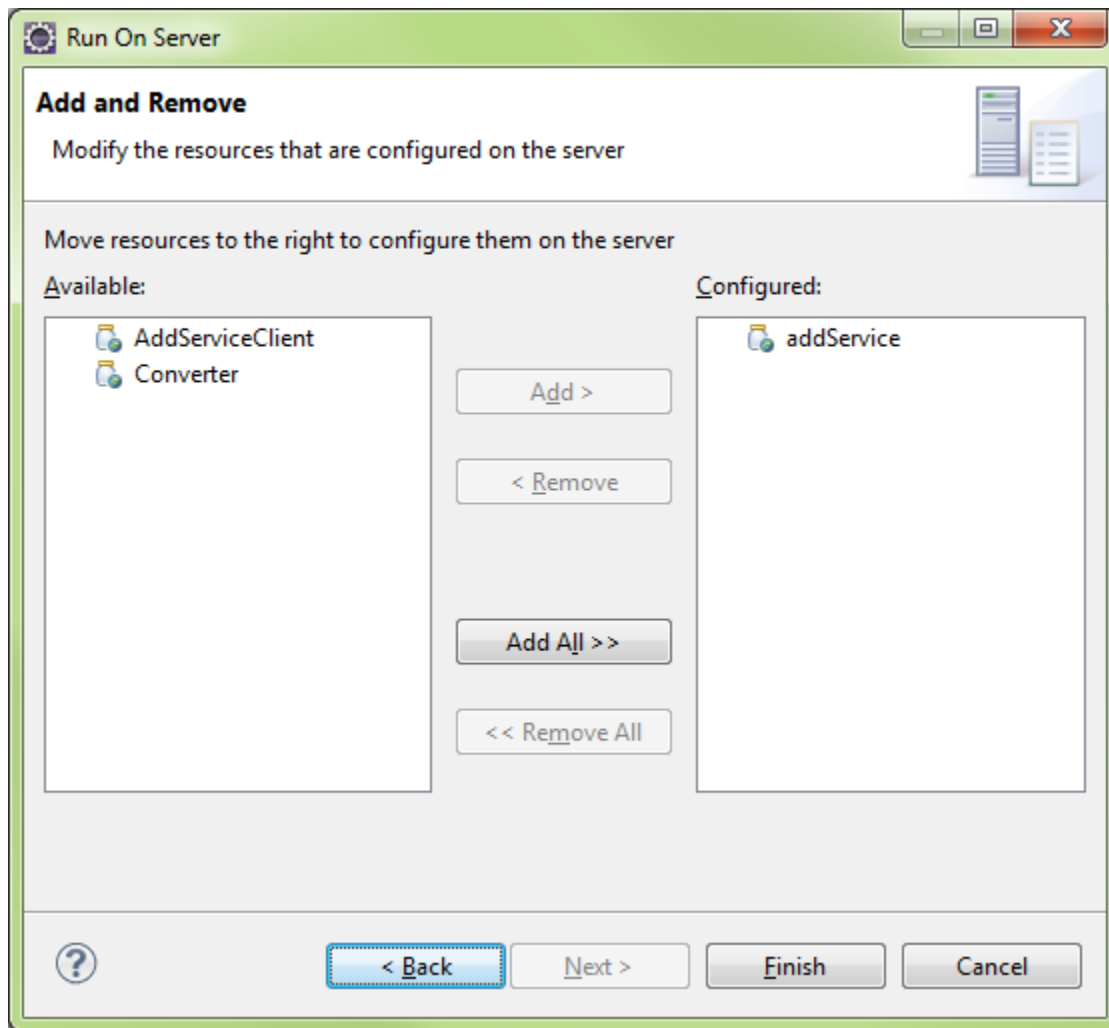 Run On Server
Add and Remove
Modify the resources that are configured on the server
Move resources to the right to configure them on the server
Available:
Configured:
AddServiceClient
Converter
addService
Add >
< Remove
Add All >>
<< Remove All
?
< Back
Next >
Finish
Cancel